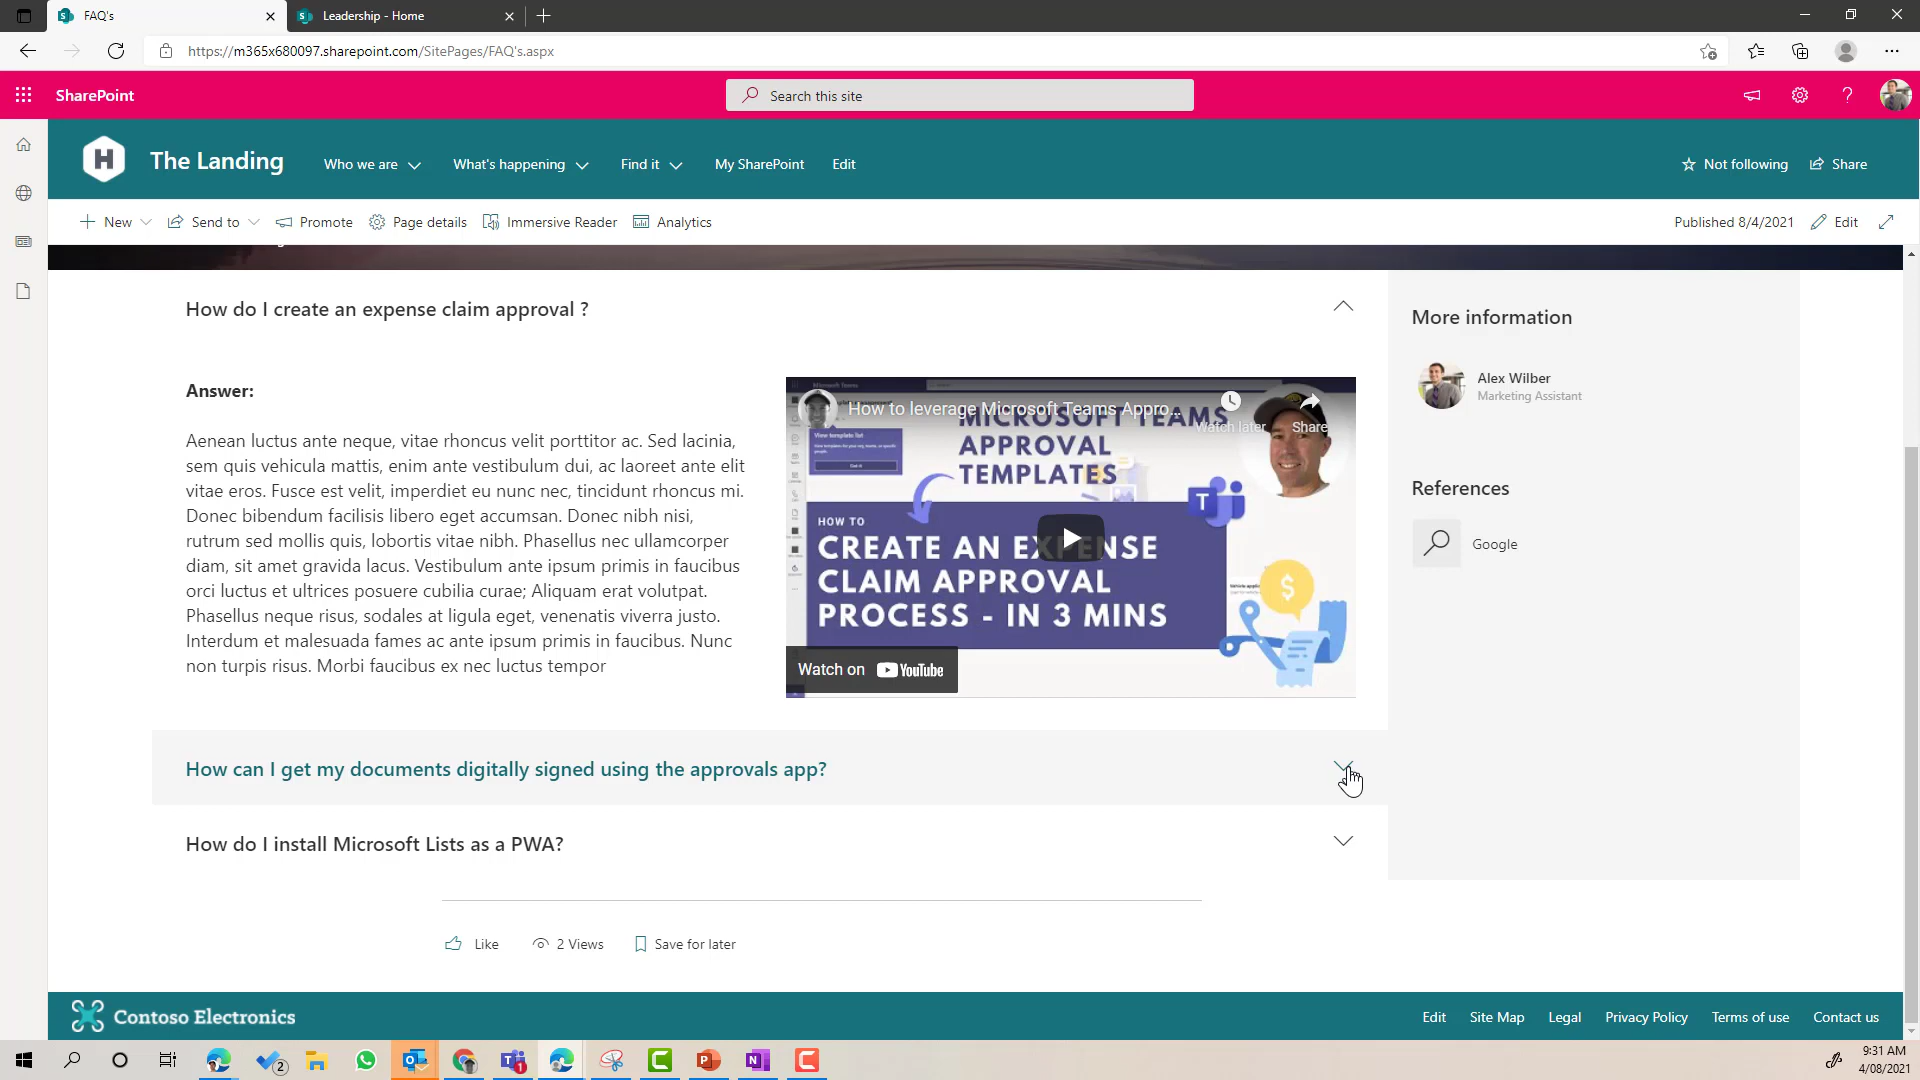 FAQ's
Leadership - Home
https://m365x680097.sharepoint.com/SitePages/FAQ's.aspx
SharePoint
Search this site
H
The Landing
Who we are
What's happening
Find it
My SharePoint
Edit
Not following
Share
New
Send to
Promote
Page details
Immersive Reader
Analytics
Published 8/4/2021
Edit
How do I create an expense claim approval ?
Answer:
Aenean luctus ante neque, vitae rhoncus velit porttitor ac. Sed lacinia,
sem quis vehicula mattis, enim ante vestibulum dui, ac laoreet ante elit
vitae eros. Fusce est velit, imperdiet eu nunc nec, tincidunt rhoncus mi.
Donec bibendum facilisis libero eget accumsan. Donec nibh nisi,
rutrum sed mollis quis, lobortis vitae nibh. Phasellus nec ullamcorper
diam, sit amet gravida lacus. Vestibulum ante ipsum primis in faucibus
orci luctus et ultrices posuere cubilia curae; Aliquam erat volutpat.
Phasellus neque risus, sodales at ligula eget, venenatis viverra justo.
Interdum et malesuada fames ac ante ipsum primis in faucibus. Nunc
non turpis risus. Morbi faucibus ex nec luctus tempor
Microsoft Teams
How to leverage Microsoft Teams Appro...
Watch later
Share
View template list
MICROSOFT TEAMS
APPROVAL
TEMPLATES
T
HOW TO
CREATE AN EXPENSE
CLAIM APPROVAL
PROCESS - IN 3 MINS
Watch on YouTube
More information
Alex Wilber
Marketing Assistant
References
Google
How can I get my documents digitally signed using the approvals app?
How do I install Microsoft Lists as a PWA?
Like
2 Views
Save for later
Contoso Electronics
Edit
Site Map
Legal
Privacy Policy
Terms of use
Contact us
2
1
9:31 AM
4/08/2021